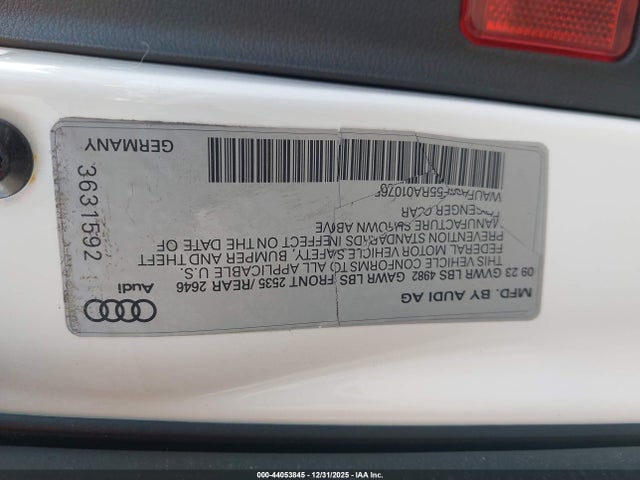 MFD. BY AUDI AG
09 23 GVWR LBS 4982 GAWR LBS FRONT 2535 /REAR 2646
THIS VEHICLE CONFORMS TO ALL APPLICABLE U.S.
FEDERAL MOTOR VEHICLE SAFETY, BUMPER AND THEFT
PREVENTION STANDARDS IN EFFECT ON THE DATE OF
MANUFACTURE SHOWN ABOVE
Audi
3631592
GERMANY
000 - 44053845 - 12/31/2025 - IAA Inc.